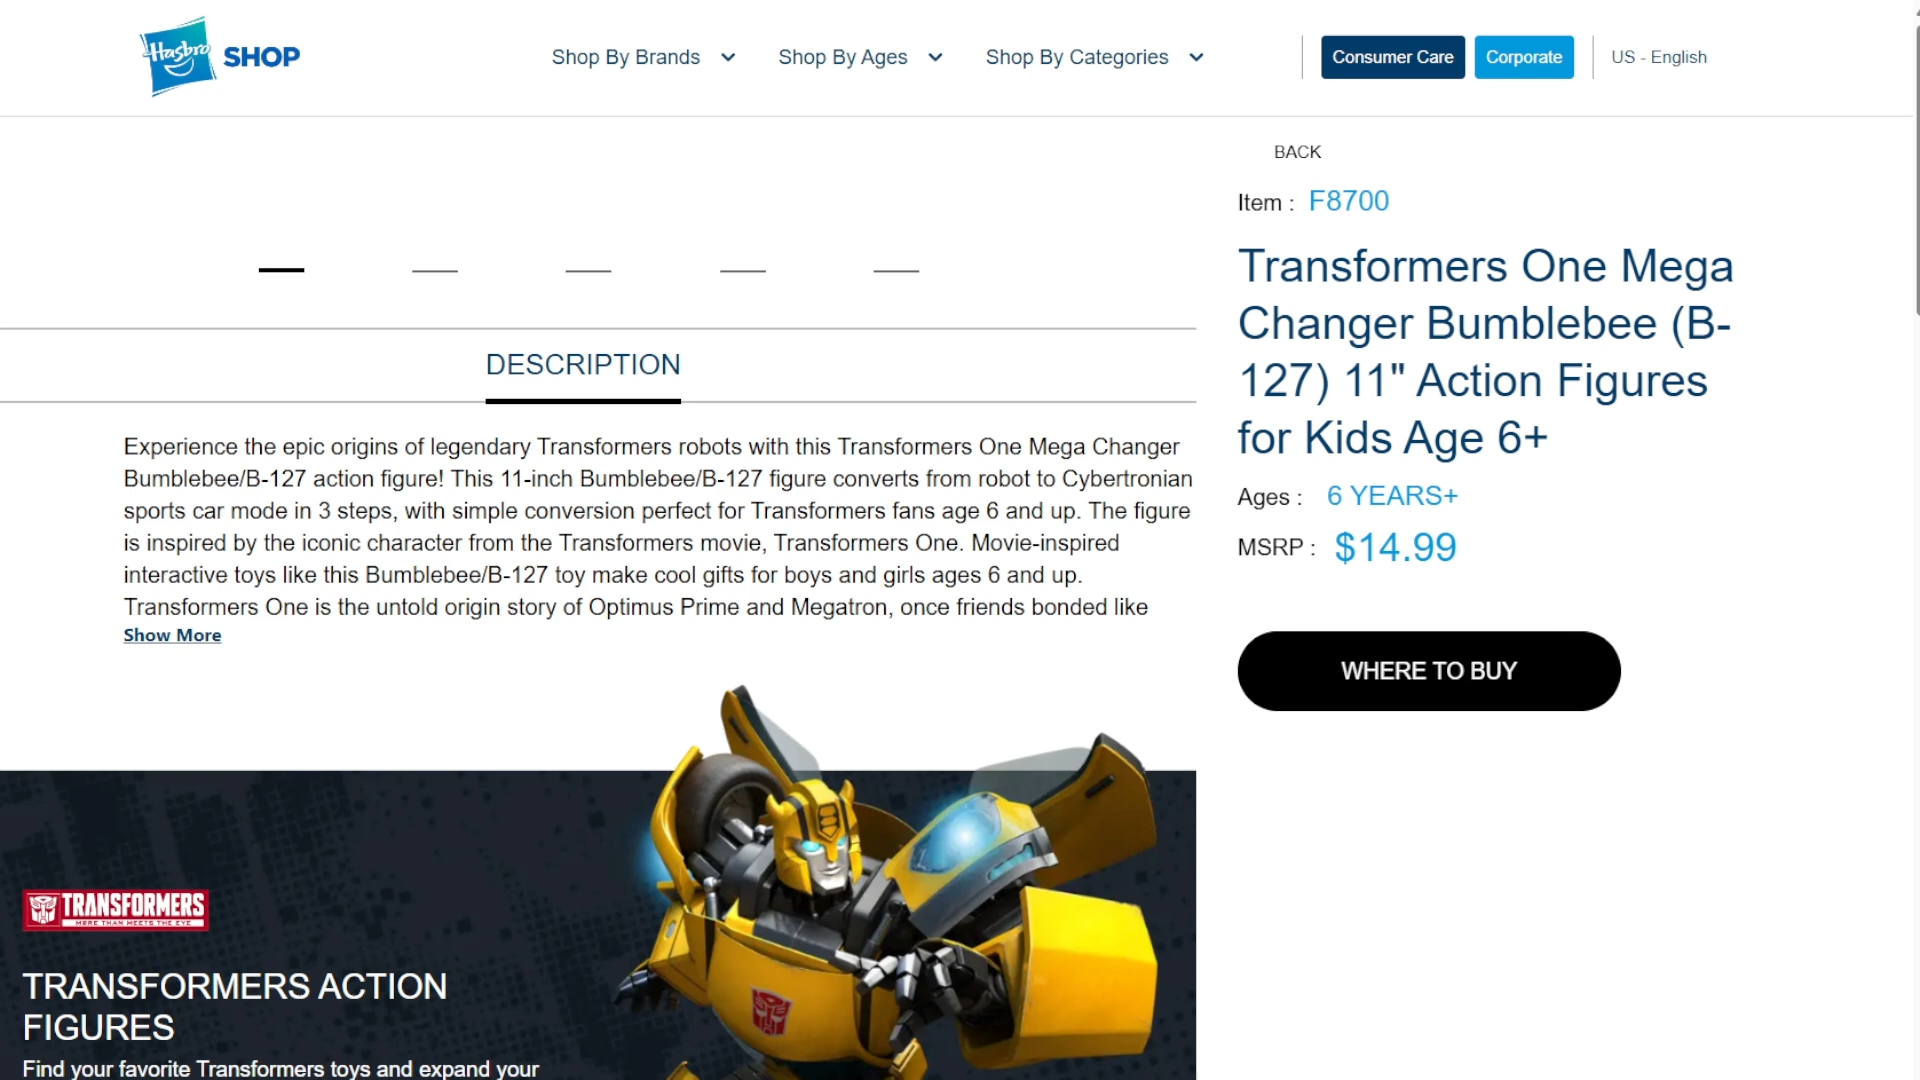 Hasbro SHOP
Shop By Brands
Shop By Ages
Shop By Categories
Consumer Care
Corporate
US - English
BACK
Item : F8700
Transformers One Mega
Changer Bumblebee (B-
127) 11" Action Figures
for Kids Age 6+
Ages : 6 YEARS+
MSRP : $14.99
WHERE TO BUY
DESCRIPTION
Experience the epic origins of legendary Transformers robots with this Transformers One Mega Changer
Bumblebee/B-127 action figure! This 11-inch Bumblebee/B-127 figure converts from robot to Cybertronian
sports car mode in 3 steps, with simple conversion perfect for Transformers fans age 6 and up. The figure
is inspired by the iconic character from the Transformers movie, Transformers One. Movie-inspired
interactive toys like this Bumblebee/B-127 toy make cool gifts for boys and girls ages 6 and up.
Transformers One is the untold origin story of Optimus Prime and Megatron, once friends bonded like
Show More
TRANSFORMERS
MORE THAN MEETS THE EYE
TRANSFORMERS ACTION
FIGURES
Find your favorite Transformers toys and expand your